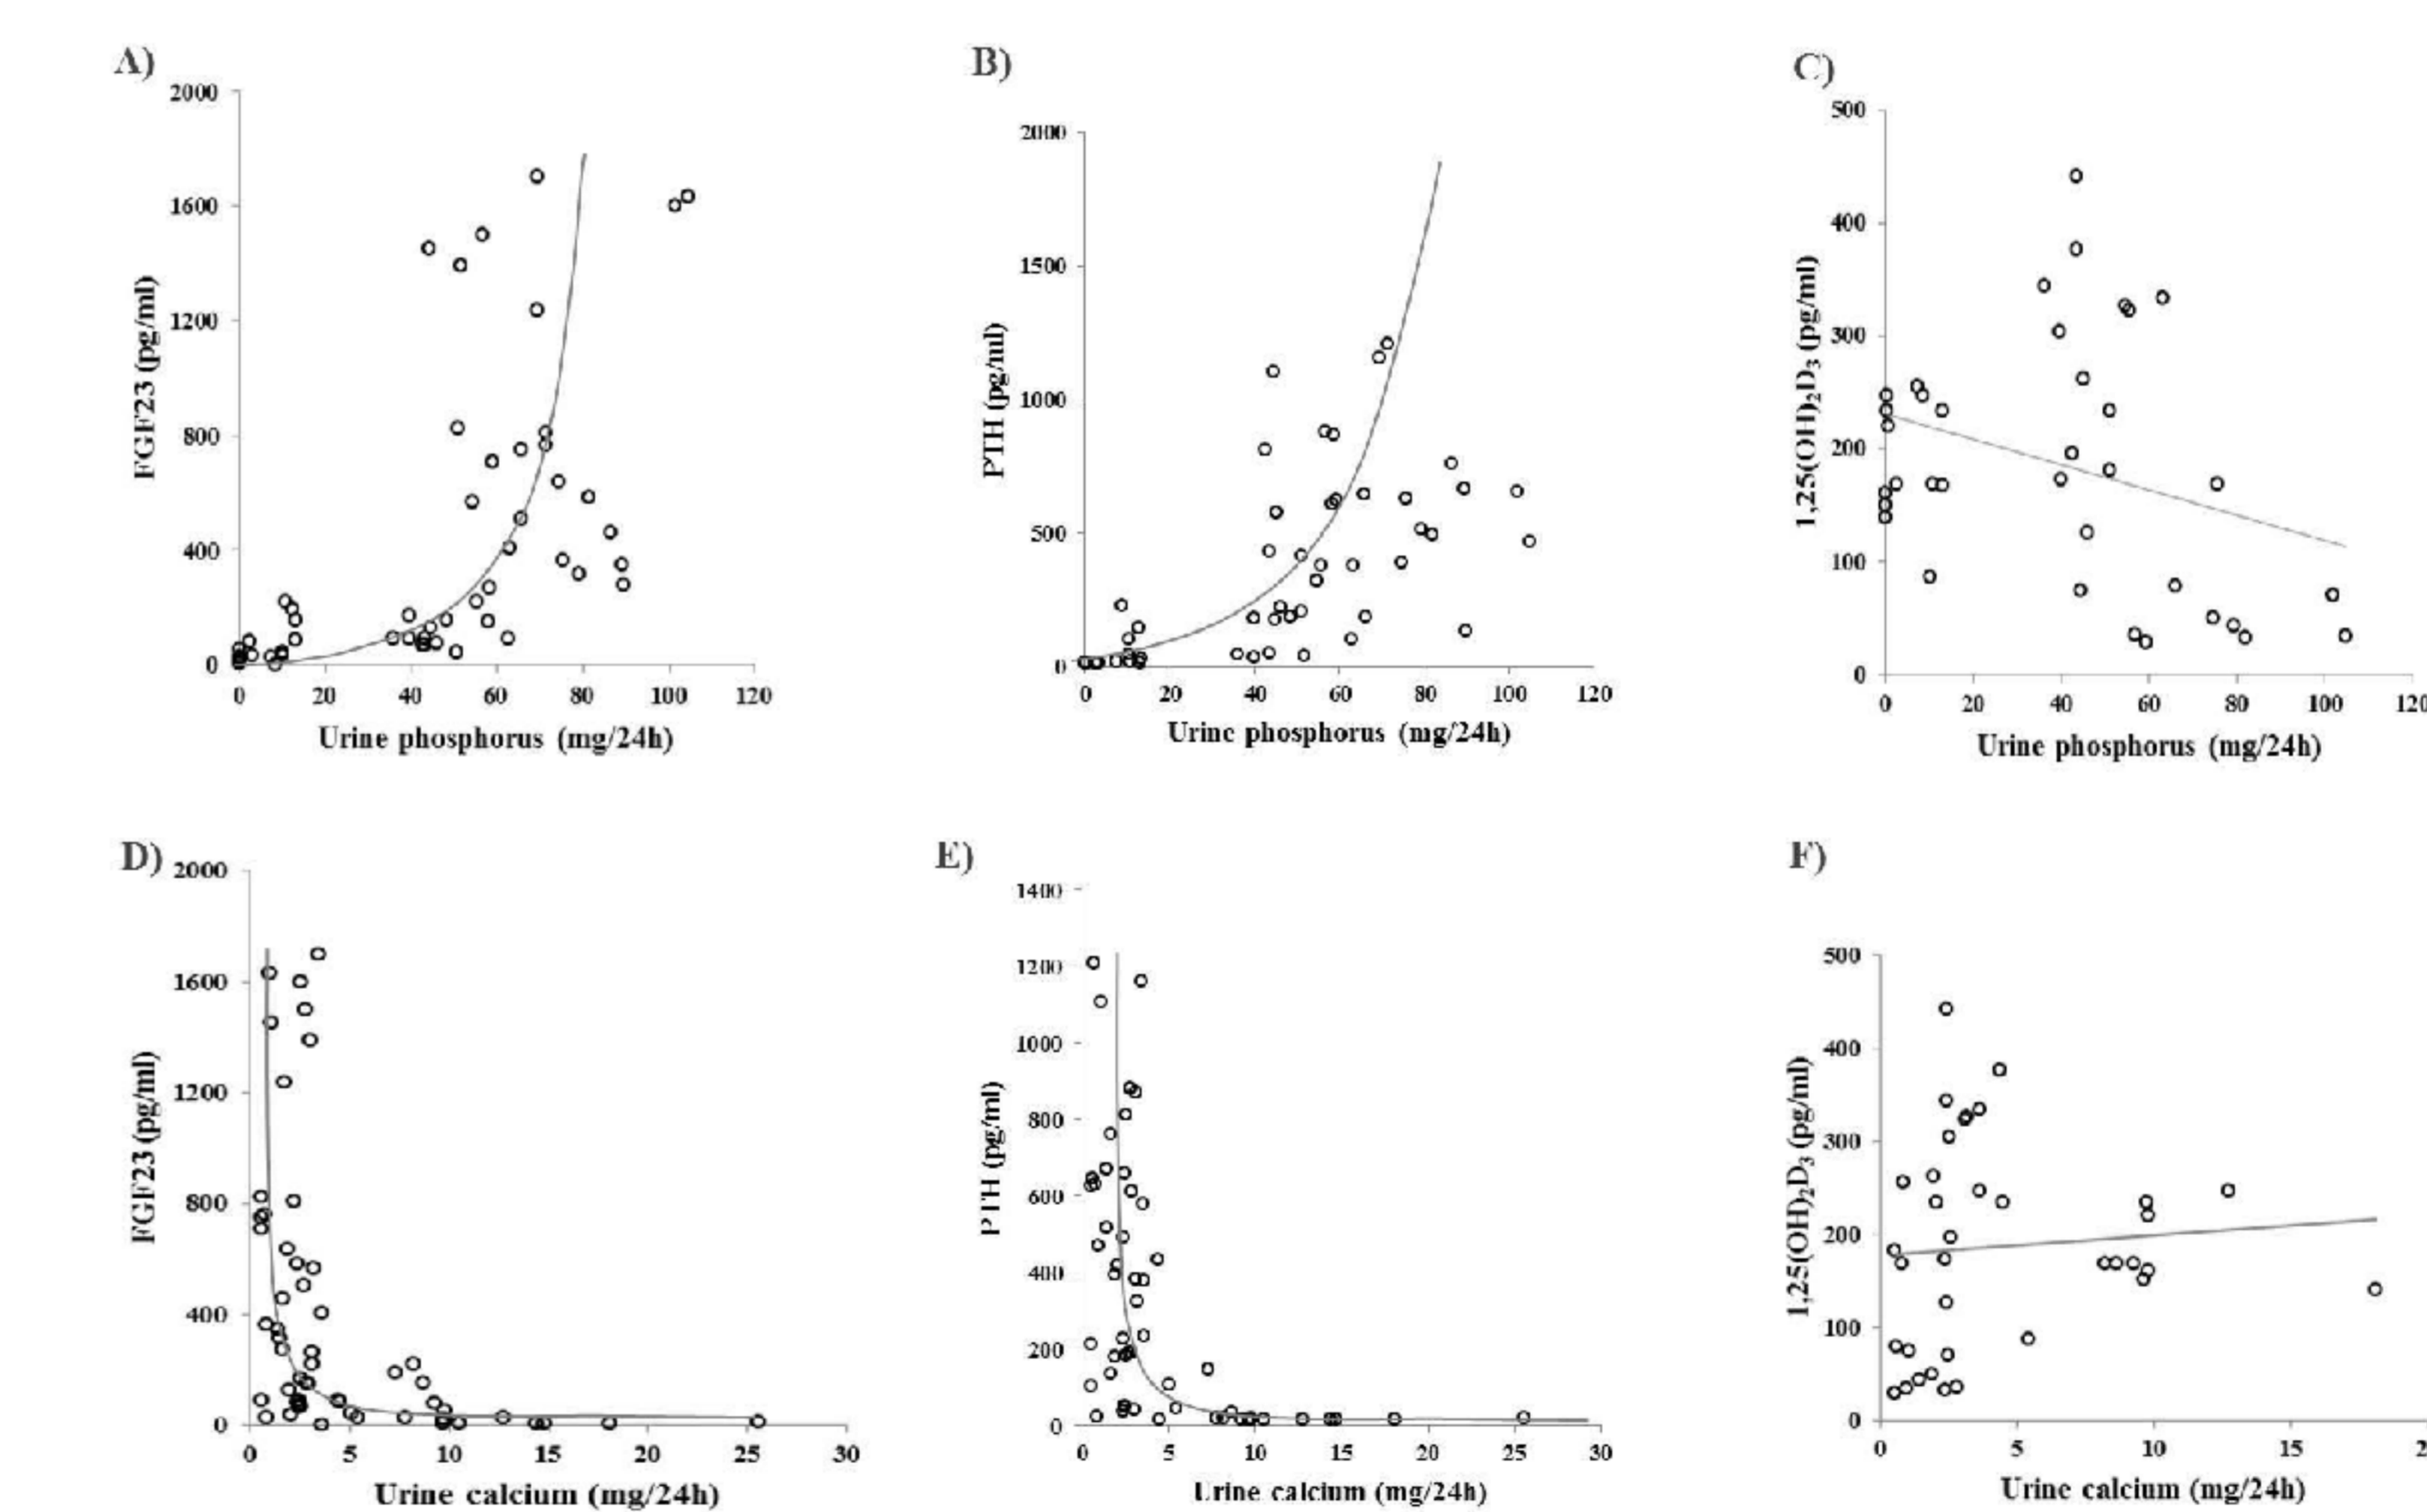 A)
2000
1600
1200
800
400
0
FGF23 (pg/ml)
0 20 40 60 80 100 120
Urine phosphorus (mg/24h)
B)
2000
1500
1000
500
0
PTH (pg/ml)
0 20 40 60 80 100 120
Urine phosphorus (mg/24h)
C)
500
400
300
200
100
0
1,25(OH)2D3 (pg/ml)
0 20 40 60 80 100 120
Urine phosphorus (mg/24h)
D)
2000
1600
1200
800
400
0
FGF23 (pg/ml)
0 5 10 15 20 25 30
Urine calcium (mg/24h)
E)
1400
1200
1000
800
600
400
200
0
PTH (pg/ml)
0 5 10 15 20 25 30
Urine calcium (mg/24h)
F)
500
400
300
200
100
0
1,25(OH)2D3 (pg/ml)
0 5 10 15
Urine calcium (mg/24h)